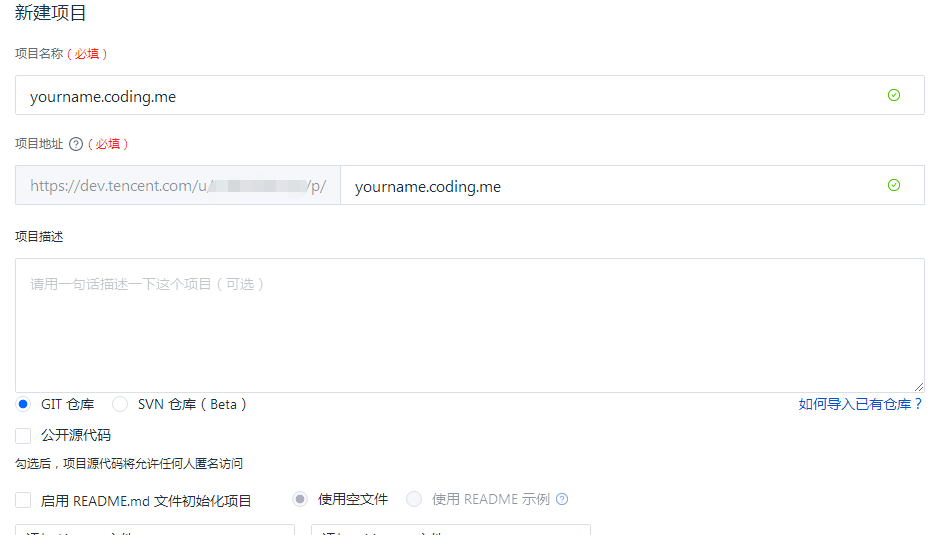 新建项目
项目名称（必填）
yourname.coding.me
项目地址 ?（必填）
https://dev.tencent.com/u/ /p/ yourname.coding.me
项目描述
请用一句话描述一下这个项目（可选）
GIT 仓库 SVN 仓库（Beta） 如何导入已有仓库？
公开源代码
勾选后，项目源代码将允许任何人匿名访问
启用 README.md 文件初始化项目 使用空文件 使用 README 示例 ?